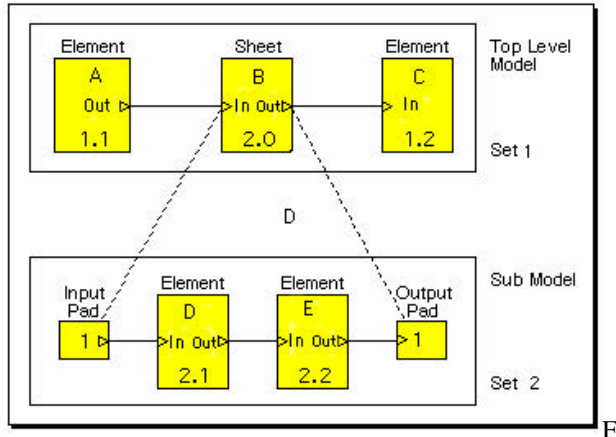 Element
Sheet
Element
Top Level
Model
A
B
C
Out
In Out
In
1.1
2.0
1.2
Set 1
D
Input
Pad
Element
Element
Output
Pad
Sub Model
D
E
1
In Out
In Out
1
2.1
2.2
Set 2
F